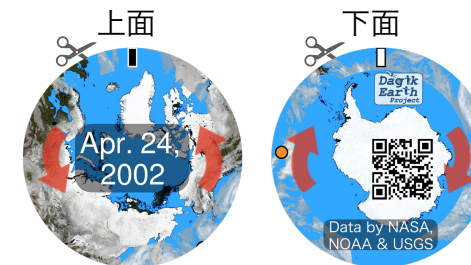 上面
下面
Apr. 24,
2002
Dagik
Earth
Project
Data by NASA,
NOAA & USGS